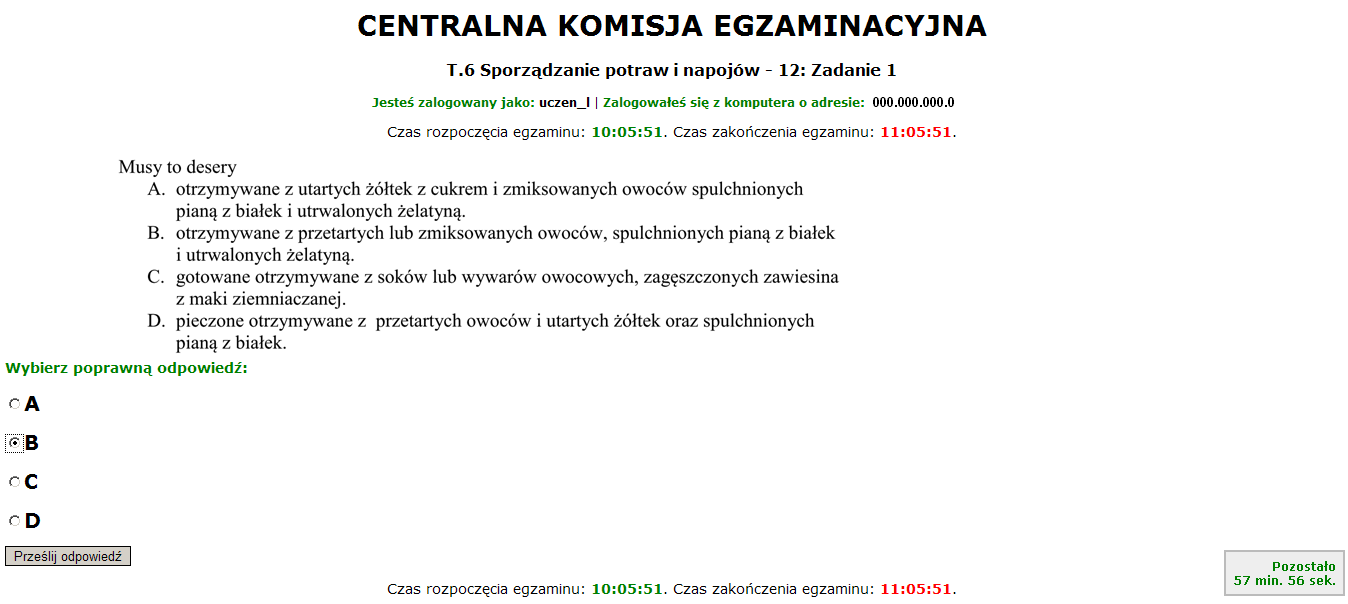 CENTRALNA KOMISJA EGZAMINACYJNA
T.6 Sporządzanie potraw i napojów - 12: Zadanie 1
Jesteś zalogowany jako: uczen_l | Zalogowałeś się z komputera o adresie: 000.000.000.0
Czas rozpoczęcia egzaminu: 10:05:51. Czas zakończenia egzaminu: 11:05:51.
Musy to desery
A. otrzymywane z utartych żółtek z cukrem i zmiksowanych owoców spulchnionych
pianą z białek i utrwalonych żelatyną.
B. otrzymywane z przetartych lub zmiksowanych owoców, spulchnionych pianą z białek
i utrwalonych żelatyną.
C. gotowane otrzymywane z soków lub wywarów owocowych, zagęszczonych zawiesina
z maki ziemniaczanej.
D. pieczone otrzymywane z przetartych owoców i utartych żółtek oraz spulchnionych
pianą z białek.
Wybierz poprawną odpowiedź:
A
B
C
D
Prześlij odpowiedź
Pozostało
57 min. 56 sek.
Czas rozpoczęcia egzaminu: 10:05:51. Czas zakończenia egzaminu: 11:05:51.